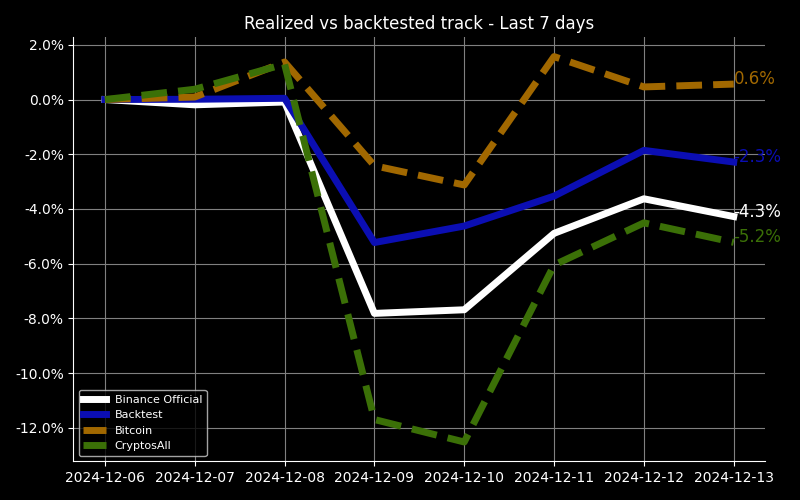 Realized vs backtested track - Last 7 days
2.0%
0.0%
-2.0%
-4.0%
-6.0%
-8.0%
-10.0%
-12.0%
0.6%
-2.3%
-4.3%
-5.2%
Binance Official
Backtest
Bitcoin
CryptosAll
2024-12-06 2024-12-07 2024-12-08 2024-12-09 2024-12-10 2024-12-11 2024-12-12 2024-12-13